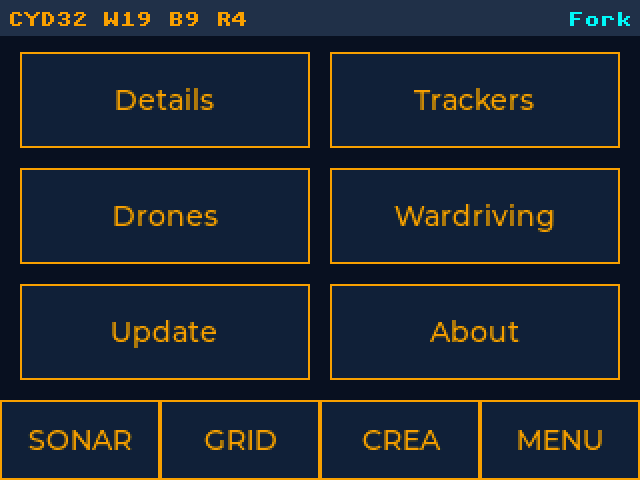 CYD32 W19 B9 R4 Fork
Details Trackers
Drones Wardriving
Update About
SONAR GRID CREA MENU